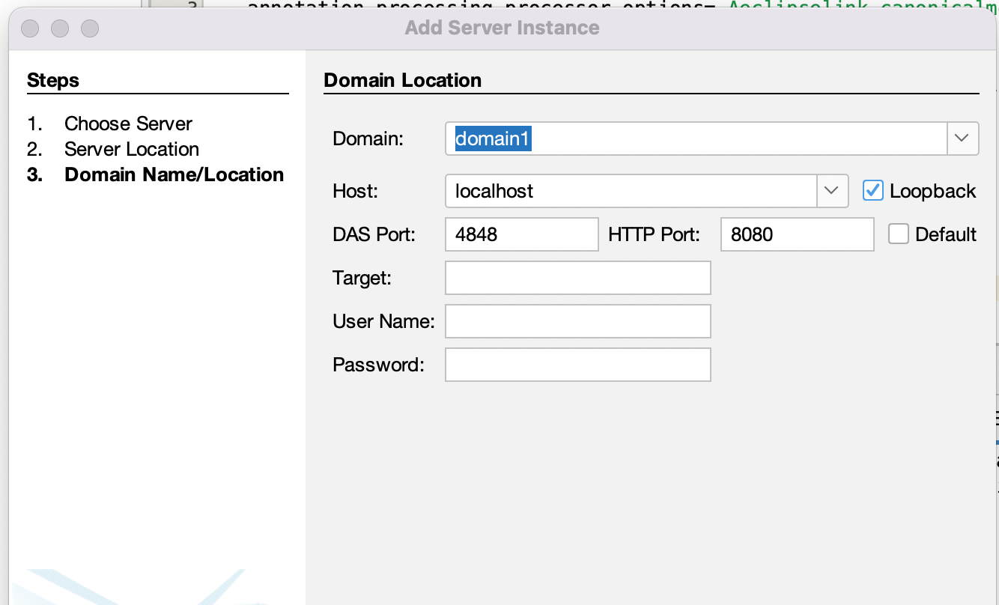 Add Server Instance
Steps
1. Choose Server
2. Server Location
3. Domain Name/Location
Domain Location
Domain: domain1
Host: localhost Loopback
DAS Port: 4848 HTTP Port: 8080 Default
Target:
User Name:
Password: